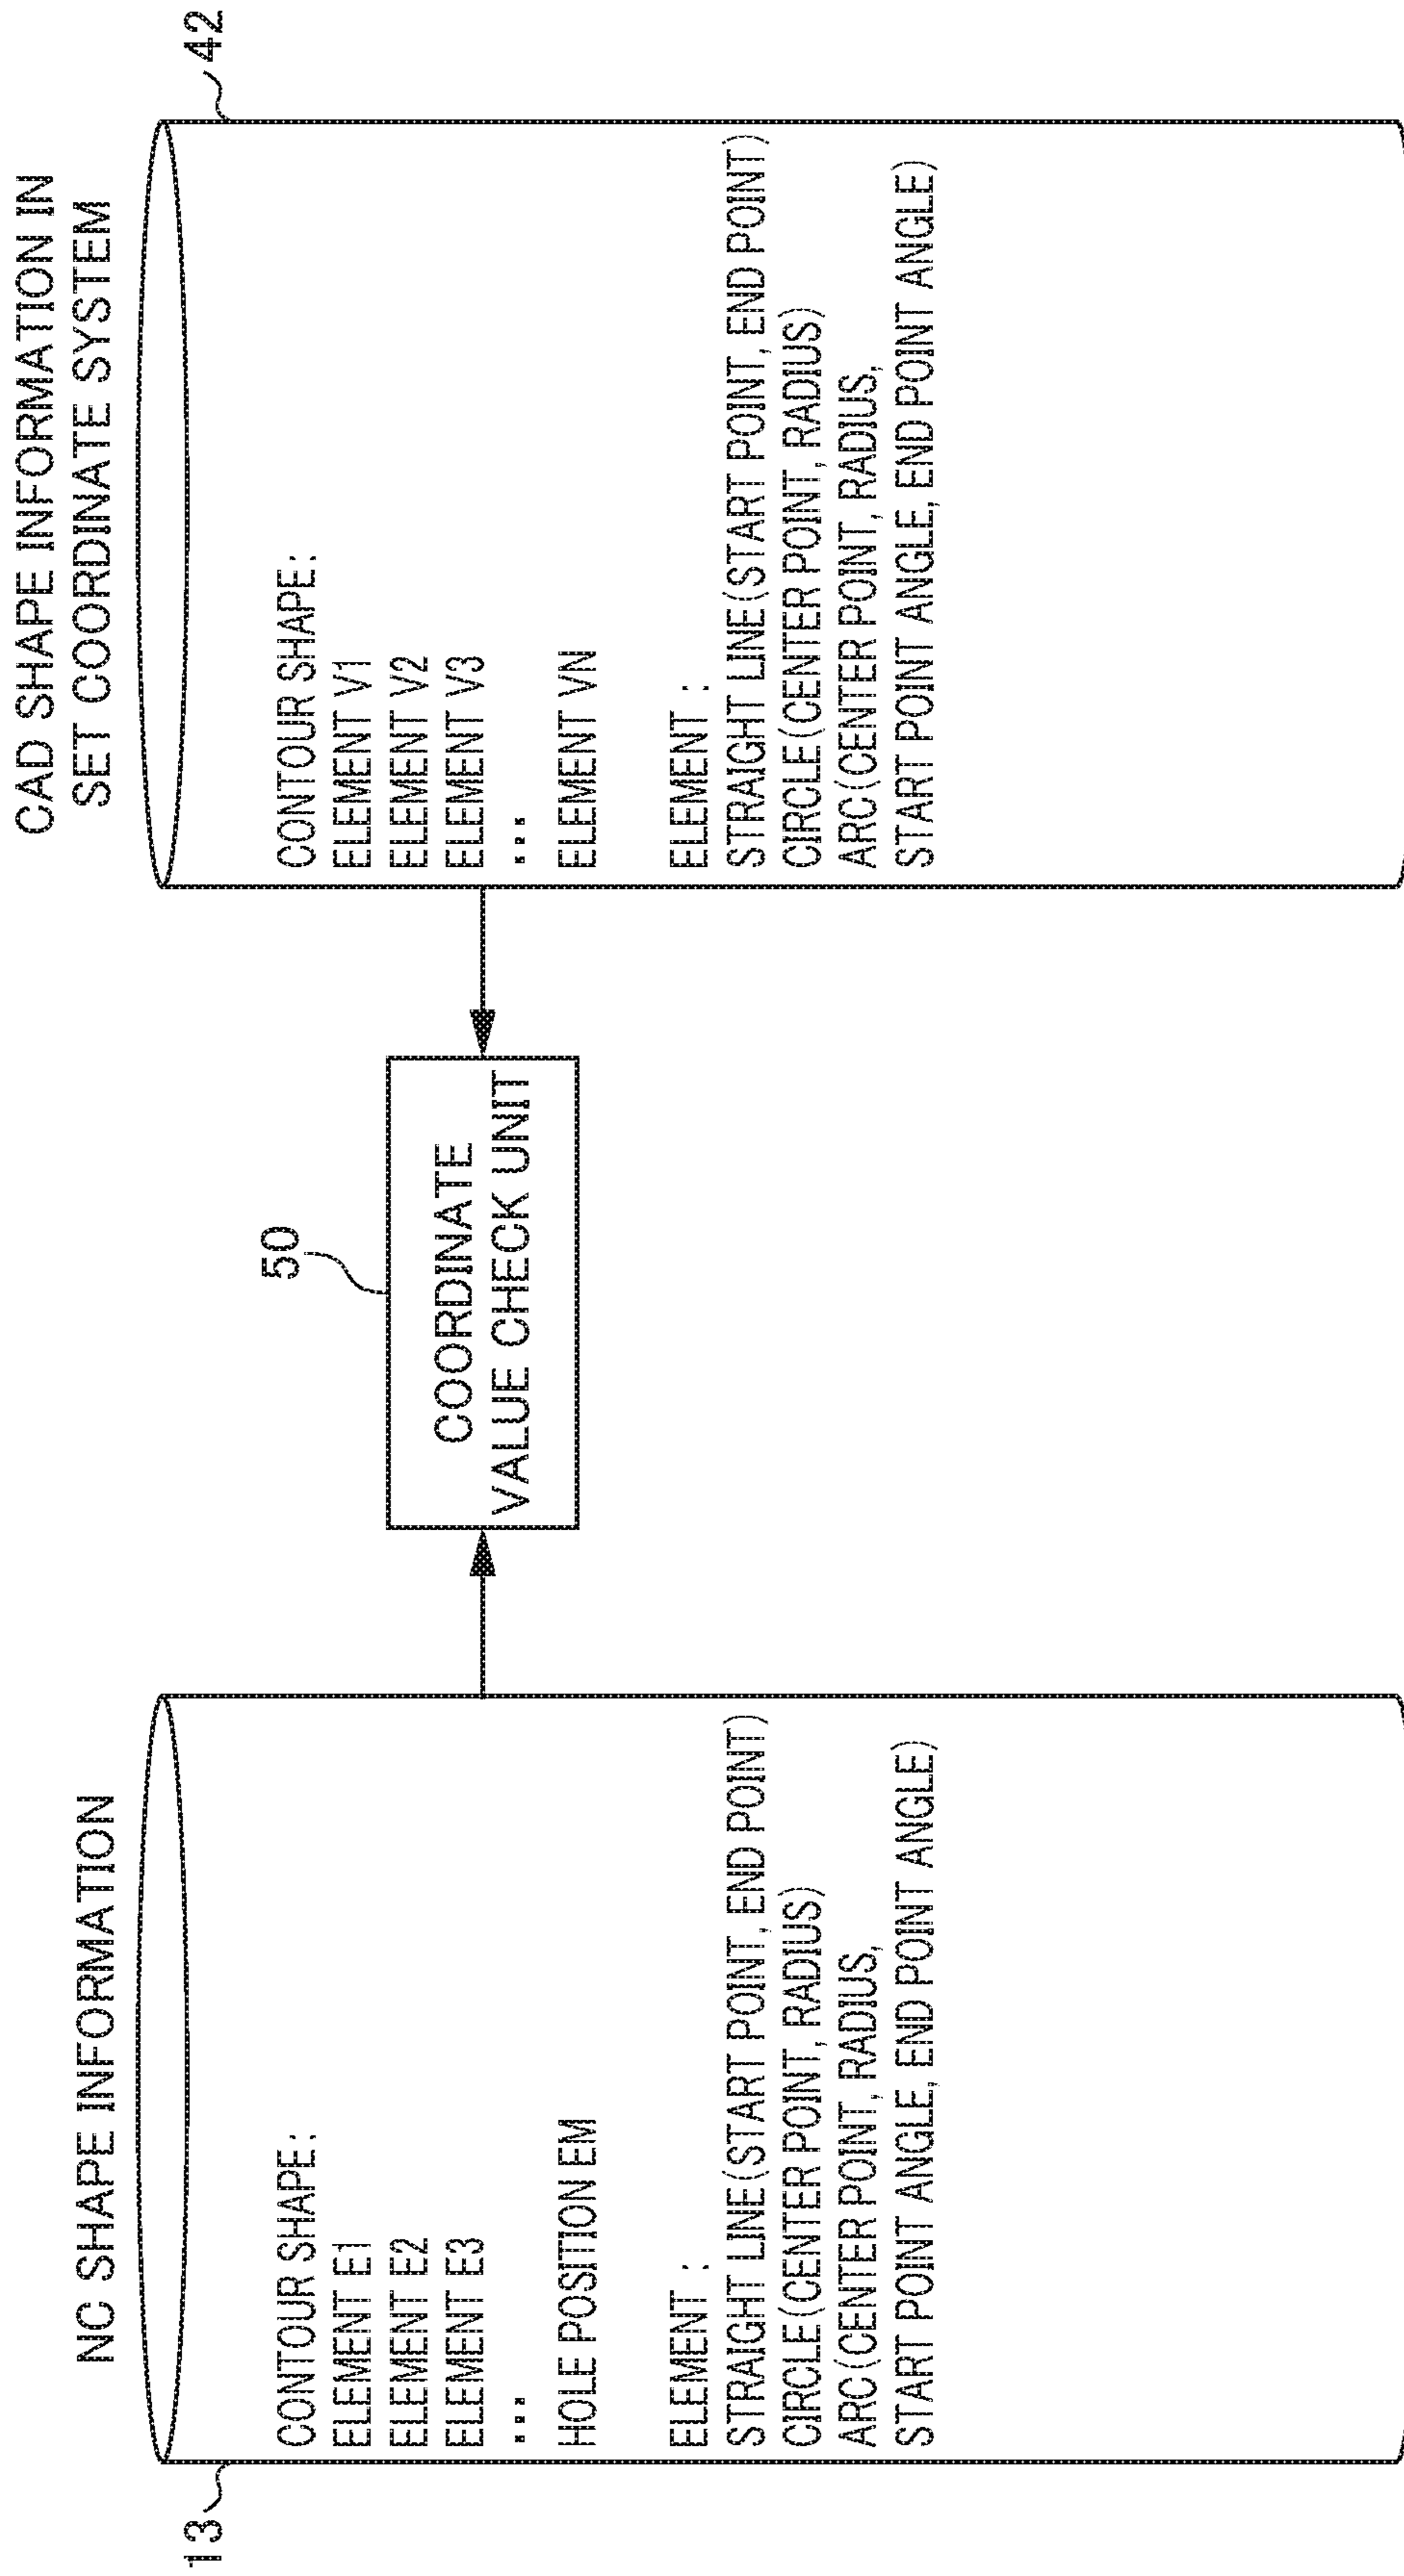 NC SHAPE INFORMATION
13
CONTOUR SHAPE:
ELEMENT E1
ELEMENT E2
ELEMENT E3
...
HOLE POSITION EM
ELEMENT :
STRAIGHT LINE(START POINT, END POINT)
CIRCLE(CENTER POINT, RADIUS)
ARC(CENTER POINT, RADIUS,
START POINT ANGLE, END POINT ANGLE)
50
COORDINATE
VALUE CHECK UNIT
CAD SHAPE INFORMATION IN
SET COORDINATE SYSTEM
42
CONTOUR SHAPE:
ELEMENT V1
ELEMENT V2
ELEMENT V3
...
ELEMENT VN
ELEMENT :
STRAIGHT LINE(START POINT, END POINT)
CIRCLE(CENTER POINT, RADIUS)
ARC(CENTER POINT, RADIUS,
START POINT ANGLE, END POINT ANGLE)